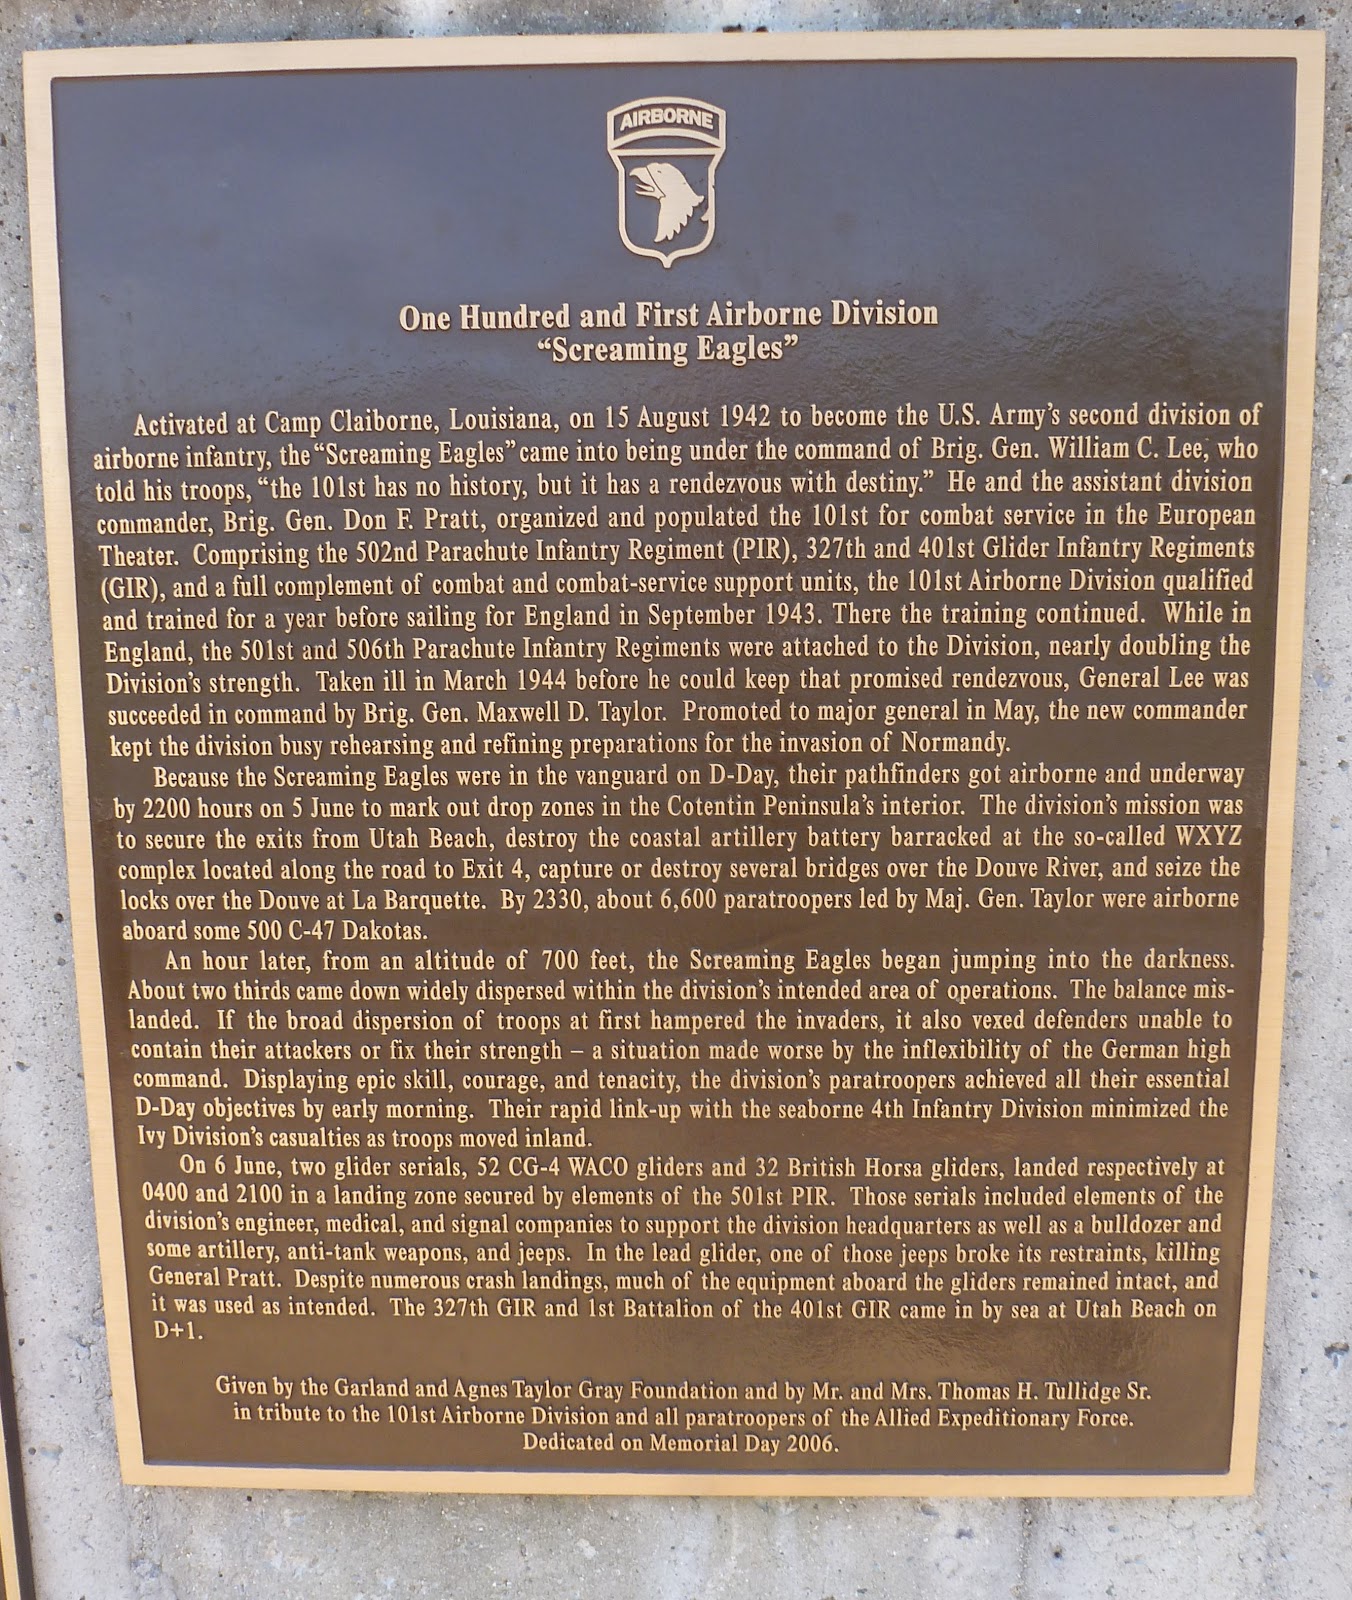 AIRBORNE
One Hundred and First Airborne Division
“Screaming Eagles”
Activated at Camp Claiborne, Louisiana, on 15 August 1942 to become the U.S. Army’s second division of
airborne infantry, the “Screaming Eagles” came into being under the command of Brig. Gen. William C. Lee, who
told his troops, “the 101st has no history, but it has a rendezvous with destiny.” He and the assistant division
commander, Brig. Gen. Don F. Pratt, organized and populated the 101st for combat service in the European
Theater. Comprising the 502nd Parachute Infantry Regiment (PIR), 327th and 401st Glider Infantry Regiments
(GIR), and a full complement of combat and combat-service support units, the 101st Airborne Division qualified
and trained for a year before sailing for England in September 1943. There the training continued. While in
England, the 501st and 506th Parachute Infantry Regiments were attached to the Division, nearly doubling the
Division’s strength. Taken ill in March 1944 before he could keep that promised rendezvous, General Lee was
succeeded in command by Brig. Gen. Maxwell D. Taylor. Promoted to major general in May, the new commander
kept the division busy rehearsing and refining preparations for the invasion of Normandy.
Because the Screaming Eagles were in the vanguard on D-Day, their pathfinders got airborne and underway
by 2200 hours on 5 June to mark out drop zones in the Cotentin Peninsula’s interior. The division’s mission was
to secure the exits from Utah Beach, destroy the coastal artillery battery barracked at the so-called WXYZ
complex located along the road to Exit 4, capture or destroy several bridges over the Douve River, and seize the
locks over the Douve at La Barquette. By 2330, about 6,600 paratroopers led by Maj. Gen. Taylor were airborne
aboard some 500 C-47 Dakotas.
An hour later, from an altitude of 700 feet, the Screaming Eagles began jumping into the darkness.
About two thirds came down widely dispersed within the division’s intended area of operations. The balance mis-
landed. If the broad dispersion of troops at first hampered the invaders, it also vexed defenders unable to
contain their attackers or fix their strength – a situation made worse by the inflexibility of the German high
command. Displaying epic skill, courage, and tenacity, the division’s paratroopers achieved all their essential
D-Day objectives by early morning. Their rapid link-up with the seaborne 4th Infantry Division minimized the
Ivy Division’s casualties as troops moved inland.
On 6 June, two glider serials, 52 CG-4 WACO gliders and 32 British Horsa gliders, landed respectively at
0400 and 2100 in a landing zone secured by elements of the 501st PIR. Those serials included elements of the
division’s engineer, medical, and signal companies to support the division headquarters as well as a bulldozer and
some artillery, anti-tank weapons, and jeeps. In the lead glider, one of those jeeps broke its restraints, killing
General Pratt. Despite numerous crash landings, much of the equipment aboard the gliders remained intact, and
it was used as intended. The 327th GIR and 1st Battalion of the 401st GIR came in by sea at Utah Beach on
D+1.
Given by the Garland and Agnes Taylor Gray Foundation and by Mr. and Mrs. Thomas H. Tullidge Sr.
in tribute to the 101st Airborne Division and all paratroopers of the Allied Expeditionary Force.
Dedicated on Memorial Day 2006.